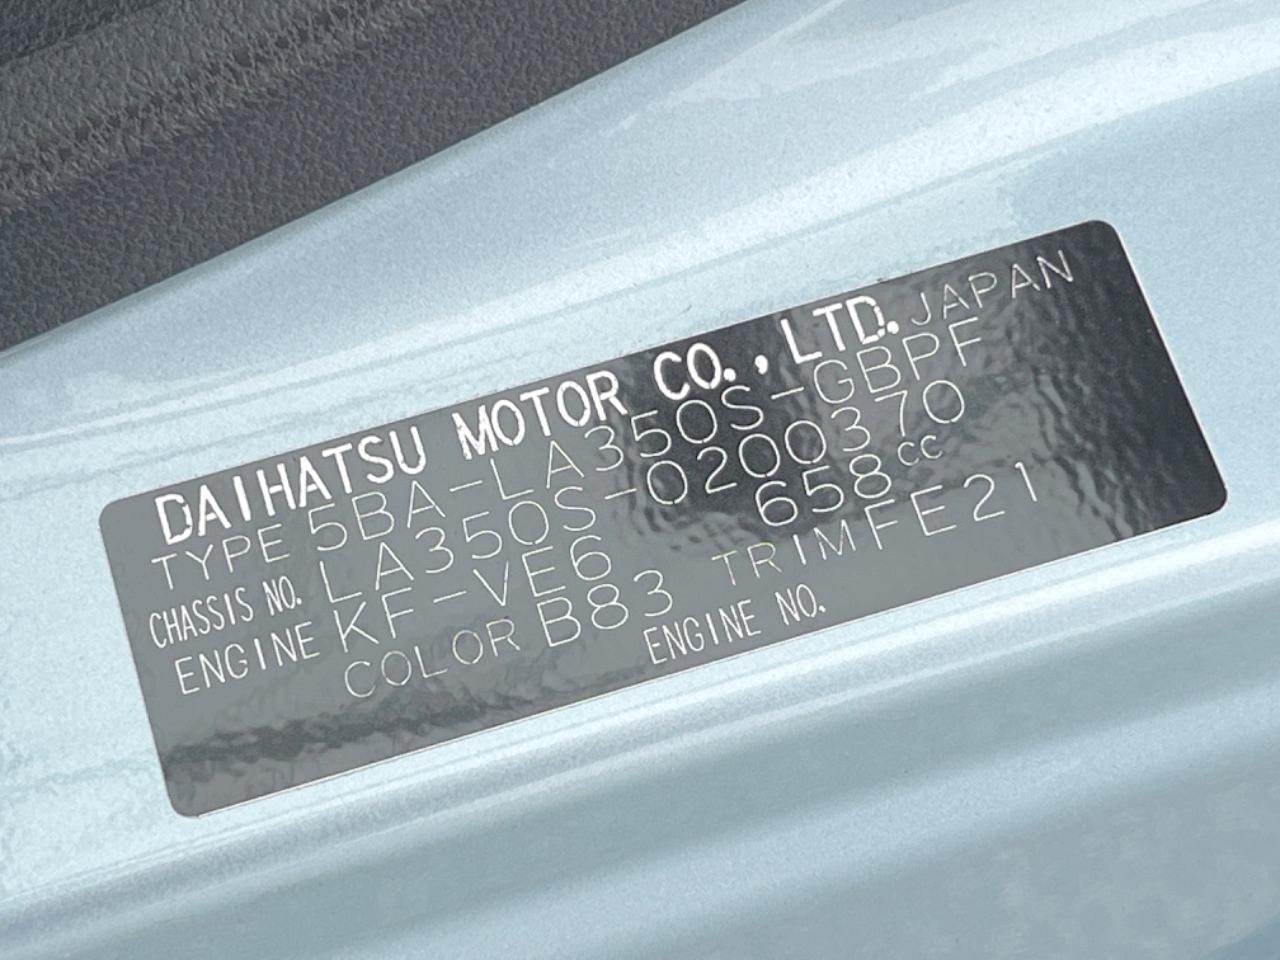 DAIHATSU MOTOR CO., LTD. JAPAN
TYPE 5BA-LA350S-GBPF
CHASSIS NO. LA350S-0200370
ENGINE KF-VE6 658cc
COLOR B83 TRIM FE21
ENGINE NO.